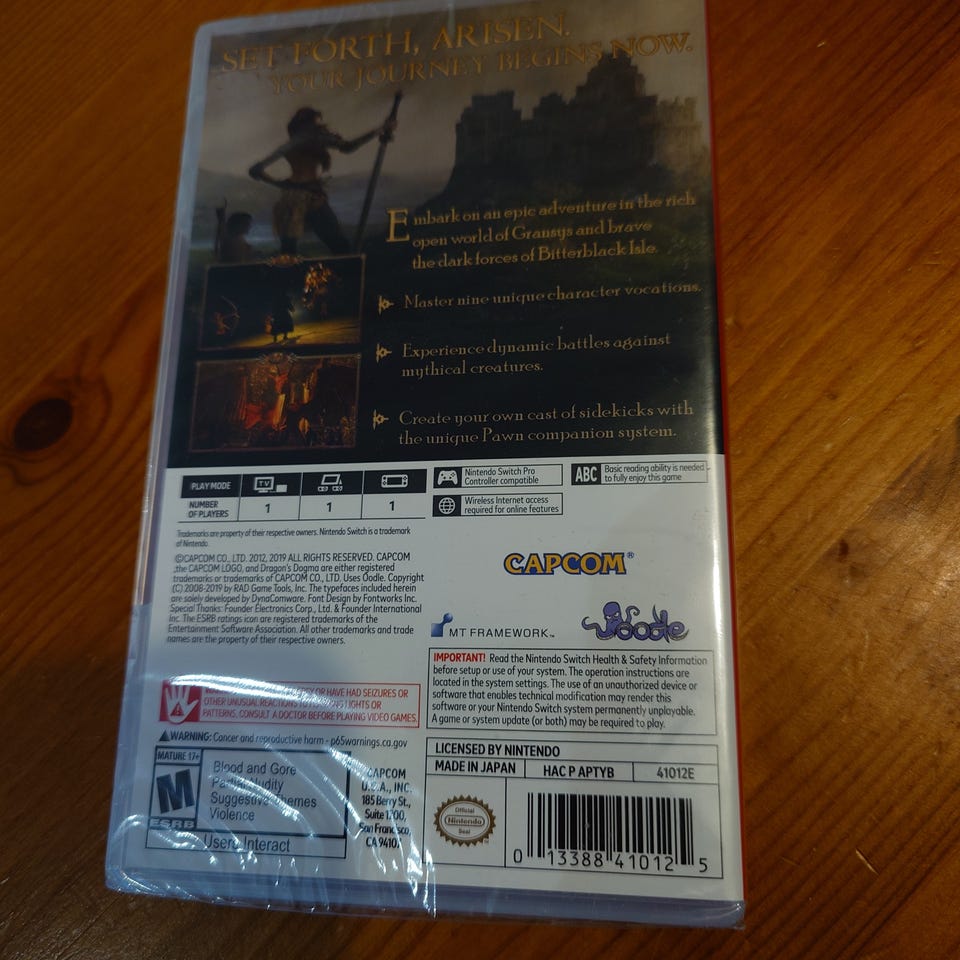 SET FORTH, ARISEN.
YOUR JOURNEY BEGINS NOW.
Embark on an epic adventure in the rich
open world of Gransys and brave
the dark forces of Bitterblack Isle.
Master nine unique character vocations.
Experience dynamic battles against
mythical creatures.
Create your own cast of sidekicks with
the unique Pawn companion system.
PLAY MODE
TV
NUMBER
OF PLAYERS
1 1 1
Nintendo Switch Pro
Controller compatible
ABC Basic reading ability is needed
to fully enjoy this game
Wireless Internet access
required for online features
Trademarks are property of their respective owners. Nintendo Switch is a trademark
of Nintendo.
©CAPCOM CO., LTD. 2012, 2019 ALL RIGHTS RESERVED. CAPCOM
,the CAPCOM LOGO, and Dragon's Dogma are either registered
trademarks or trademarks of CAPCOM CO., LTD. Uses Oodle. Copyright
(C) 2008-2019 by RAD Game Tools, Inc. The typefaces included herein
are solely developed by DynaComware. Font Design by Fontworks Inc.
Special Thanks: Founder Electronics Corp., Ltd. & Founder International
Inc. The ESRB ratings icon are registered trademarks of the
Entertainment Software Association. All other trademarks and trade
names are the property of their respective owners.
CAPCOM®
MT FRAMEWORK™
Oodle
IMPORTANT! Read the Nintendo Switch Health & Safety Information
before setup or use of your system. The operation instructions are
located in the system settings. The use of an unauthorized device or
software that enables technical modification may render this
software or your Nintendo Switch system permanently unplayable.
A game or system update (or both) may be required to play.
OR HAVE HAD SEIZURES OR
OTHER UNUSUAL REACTIONS TO LIGHTS OR
PATTERNS, CONSULT A DOCTOR BEFORE PLAYING VIDEO GAMES.
WARNING: Cancer and reproductive harm - p65warnings.ca.gov
MATURE 17+
M
ESRB
Blood and Gore
Partial Nudity
Suggestive Themes
Violence
Users Interact
CAPCOM
U.S.A., INC.
185 Berry St.,
Suite 1200,
San Francisco,
CA 94107
LICENSED BY NINTENDO
MADE IN JAPAN HAC P APTYB 41012E
Official
Nintendo
Seal
0 13388 41012 5